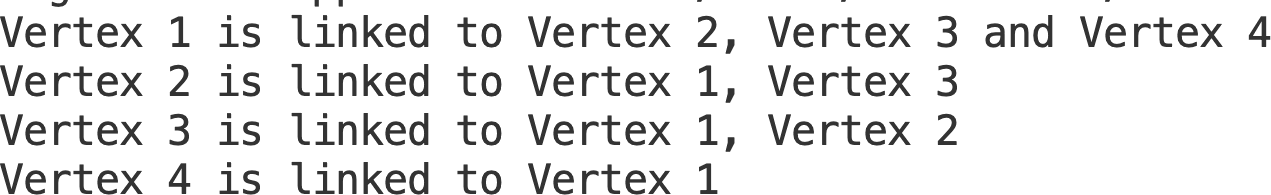 Vertex 1 is linked to Vertex 2, Vertex 3 and Vertex 4
Vertex 2 is linked to Vertex 1, Vertex 3
Vertex 3 is linked to Vertex 1, Vertex 2
Vertex 4 is linked to Vertex 1